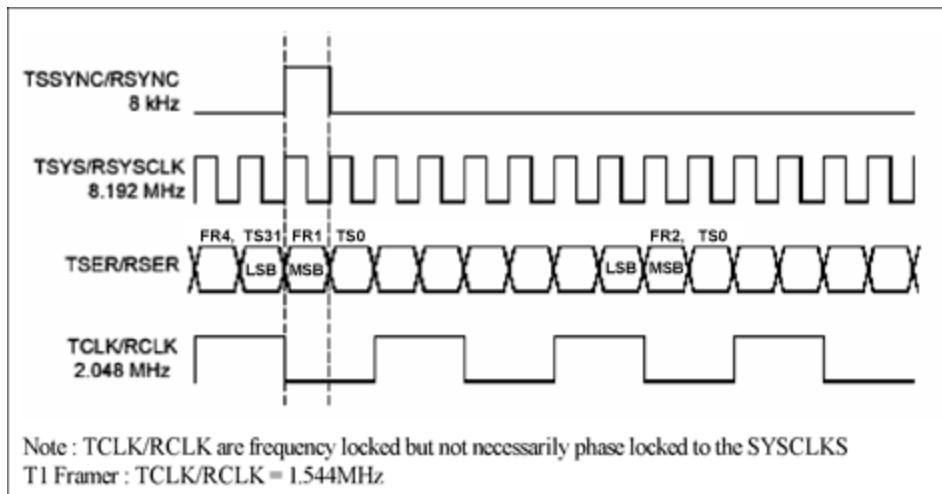 TSSYNC/RSYNC
8 kHz
TSYS/RSYSCLK
8.192 MHz
FR4, TS31 FR1 TS0 FR2, TS0
TSER/RSER LSB MSB LSB MSB
TCLK/RCLK
2.048 MHz
Note : TCLK/RCLK are frequency locked but not necessarily phase locked to the SYSCLKS
T1 Framer : TCLK/RCLK = 1.544MHz